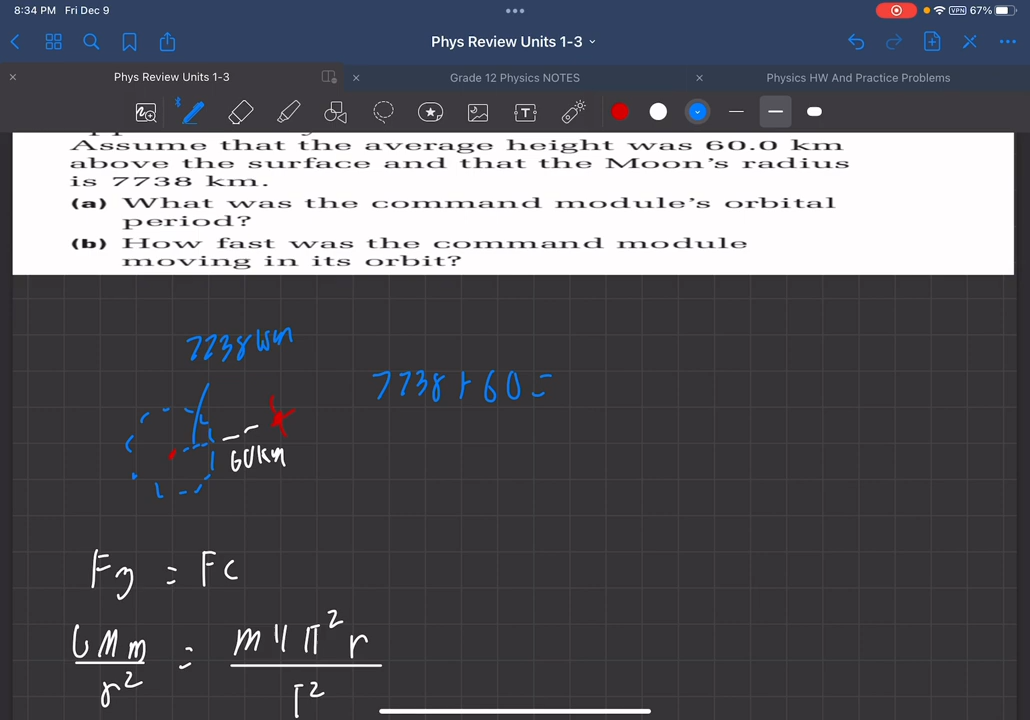 8:34 PM Fri Dec 9
VPN 67%
Phys Review Units 1-3
Phys Review Units 1-3
Grade 12 Physics NOTES
Physics HW And Practice Problems
Assume that the average height was 60.0 km
above the surface and that the Moon's radius
is 7738 km.
(a) What was the command module's orbital
period?
(b) How fast was the command module
moving in its orbit?
7738 km
7738 + 60 =
60km
Fg = Fc
GMm / r² = m4π²r / T²